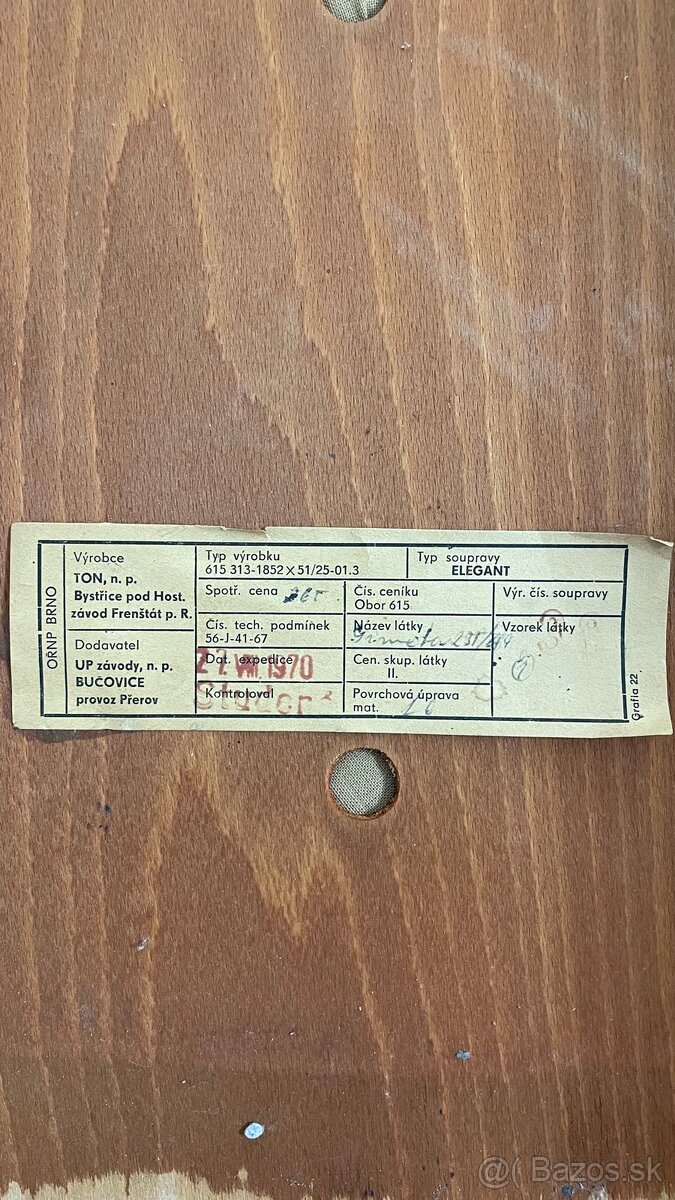 OŘNP BRNO
Výrobce
TON, n. p.
Bystřice pod Host.
závod Frenštát p. R.
Dodavatel
UP závody, n. p.
BUČOVICE
provoz Přerov
Typ výrobku
615 313-1852 x 51/25-01.3
Typ soupravy
ELEGANT
Spotř. cena
Čís. ceníku
Obor 615
Výr. čís. soupravy
Čís. tech. podmínek
56-J-41-67
Název látky
Vzorek látky
Dat. expedice
27. VIII. 1970
Cen. skup. látky
II.
Kontroloval
Povrchová úprava
mat.
Grafia 22
@( Bazos.sk